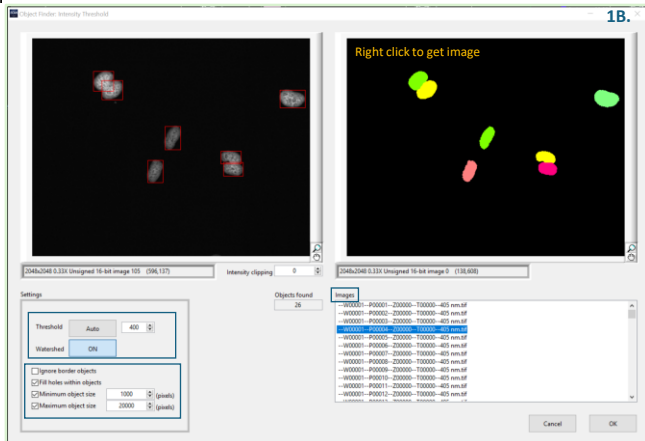 Object Finder: Intensity Threshold
1B.
Right click to get image
2048x2048 0.33X Unsigned 16-bit image 105 (596,137)
Intensity clipping 0
2048x2048 0.33X Unsigned 16-bit image 0 (138,608)
Settings
Objects found
26
Images
Threshold Auto 400
Watershed ON
Ignore border objects
Fill holes within objects
Minimum object size 1000 (pixels)
Maximum object size 20000 (pixels)
---W00001--P00001--Z00000--T00000--405 nm.tif
---W00001--P00002--Z00000--T00000--405 nm.tif
---W00001--P00003--Z00000--T00000--405 nm.tif
---W00001--P00004--Z00000--T00000--405 nm.tif
---W00001--P00005--Z00000--T00000--405 nm.tif
---W00001--P00006--Z00000--T00000--405 nm.tif
---W00001--P00007--Z00000--T00000--405 nm.tif
---W00001--P00008--Z00000--T00000--405 nm.tif
---W00001--P00009--Z00000--T00000--405 nm.tif
---W00001--P00010--Z00000--T00000--405 nm.tif
---W00001--P00011--Z00000--T00000--405 nm.tif
---W00001--P00012--Z00000--T00000--405 nm.tif
Cancel
OK